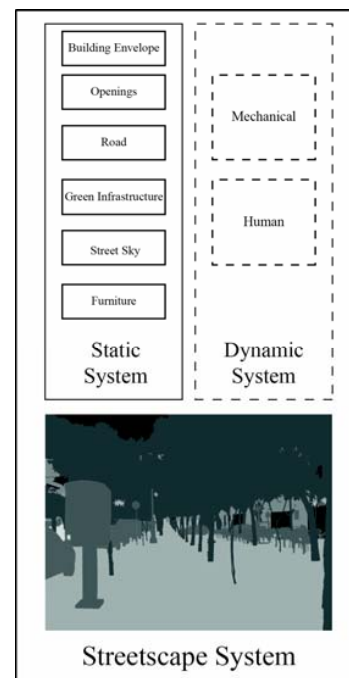 Building Envelope
Openings
Road
Green Infrastructure
Street Sky
Furniture
Static
System
Mechanical
Human
Dynamic
System
Streetscape System